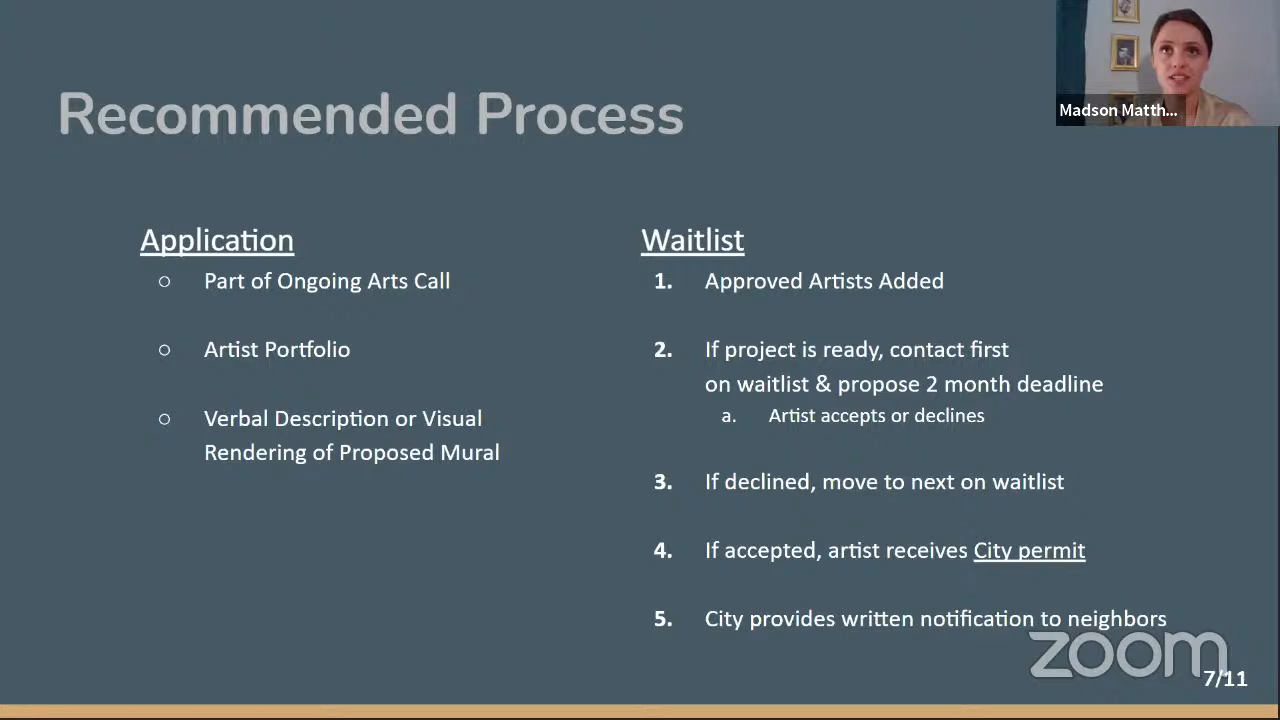 Recommended Process
Madson Matth...
Application
○ Part of Ongoing Arts Call
○ Artist Portfolio
○ Verbal Description or Visual
Rendering of Proposed Mural
Waitlist
1. Approved Artists Added
2. If project is ready, contact first
on waitlist & propose 2 month deadline
a. Artist accepts or declines
3. If declined, move to next on waitlist
4. If accepted, artist receives City permit
5. City provides written notification to neighbors
zoom
7/11